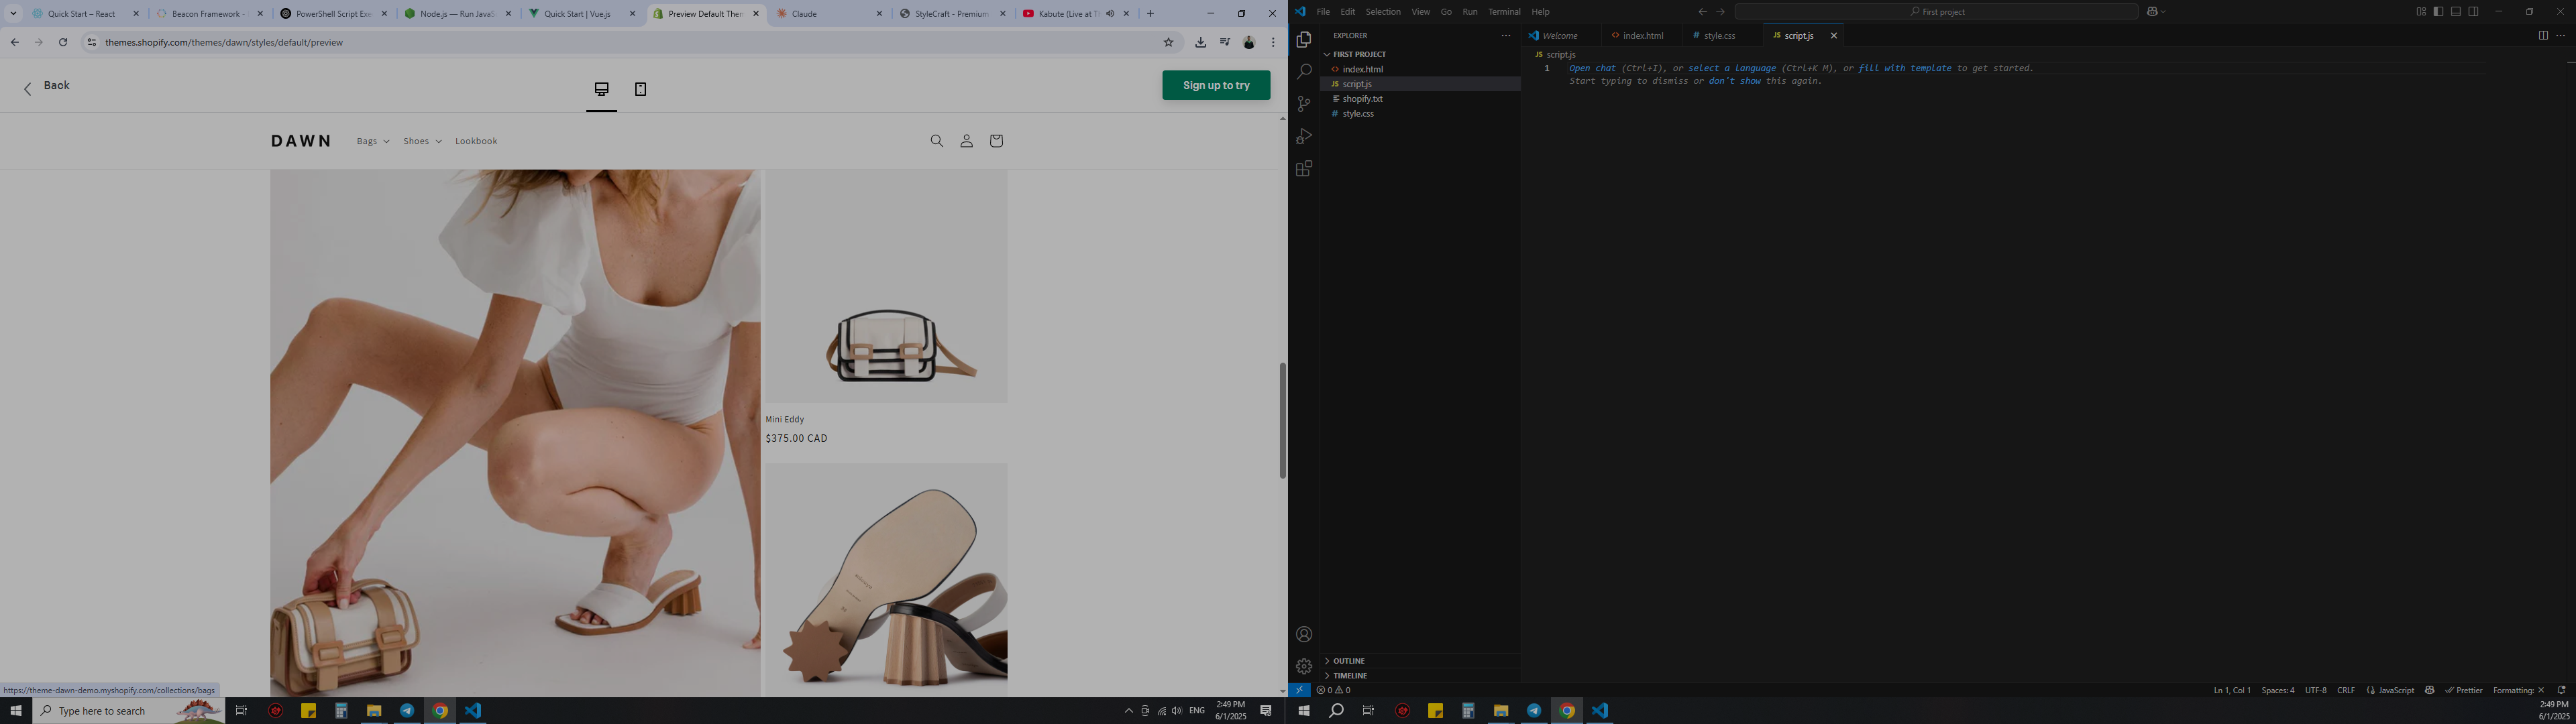 Quick Start – React
Beacon Framework -
PowerShell Script Exe
Node.js — Run JavaS
Quick Start | Vue.js
Preview Default Them
Claude
StyleCraft - Premium
Kabute (Live at Th
themes.shopify.com/themes/dawn/styles/default/preview
Back
Sign up to try
DAWN
Bags
Shoes
Lookbook
Mini Eddy
$375.00 CAD
https://theme-dawn-demo.myshopify.com/collections/bags
Type here to search
ENG
2:49 PM
6/1/2025
File Edit Selection View Go Run Terminal Help
First project
EXPLORER
FIRST PROJECT
index.html
script.js
shopify.txt
style.css
OUTLINE
TIMELINE
Welcome
index.html
style.css
script.js
script.js
1
Open chat (Ctrl+I), or select a language (Ctrl+K M), or fill with template to get started.
Start typing to dismiss or don't show this again.
0 0
Ln 1, Col 1 Spaces: 4 UTF-8 CRLF JavaScript Prettier Formatting:
2:49 PM
6/1/2025